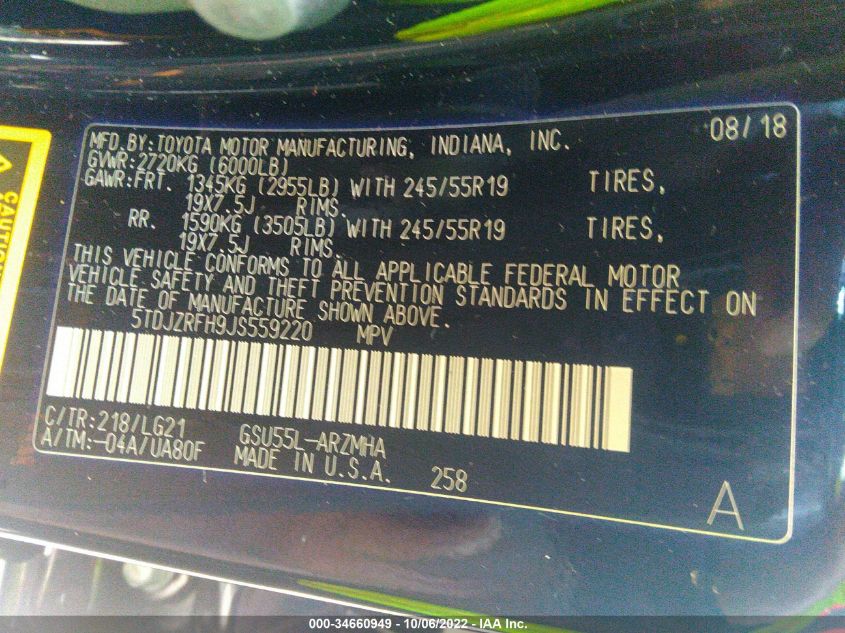 MFD.BY:TOYOTA MOTOR MANUFACTURING, INDIANA, INC. 08/18
GVWR:2720KG (6000LB)
GAWR:FRT. 1345KG (2955LB) WITH 245/55R19 TIRES,
19X7.5J RIMS.
RR. 1590KG (3505LB) WITH 245/55R19 TIRES,
19X7.5J RIMS.
THIS VEHICLE CONFORMS TO ALL APPLICABLE FEDERAL MOTOR
VEHICLE SAFETY AND THEFT PREVENTION STANDARDS IN EFFECT ON
THE DATE OF MANUFACTURE SHOWN ABOVE.
5TDJZRFH9JS559220 MPV
C/TR:218/LG21 GSU55L-ARZMHA
A/TM:-04A/UA80F MADE IN U.S.A. 258 A
000-34660949 - 10/06/2022 - IAA Inc.